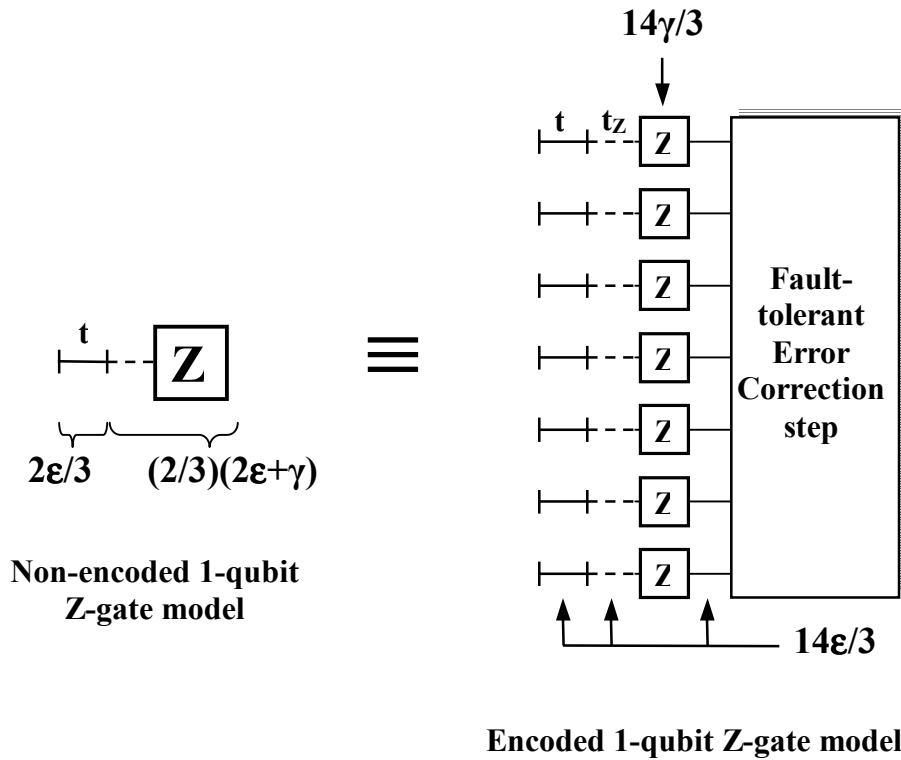 14γ/3
t tz
Z
Z
Z
Z
Z
Z
Z
Fault-
tolerant
Error
Correction
step
t
Z
≡
2ε/3 (2/3)(2ε+γ)
Non-encoded 1-qubit
Z-gate model
14ε/3
Encoded 1-qubit Z-gate model